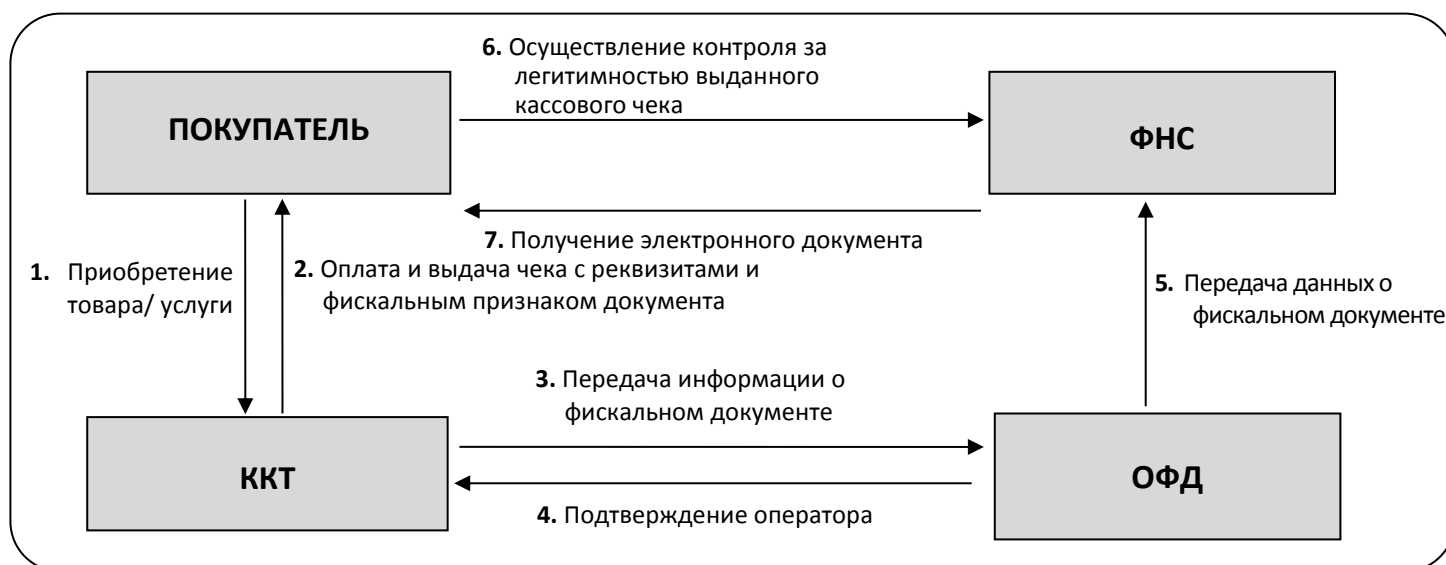 6. Осуществление контроля за
легитимностью выданного
кассового чека
ПОКУПАТЕЛЬ
ФНС
7. Получение электронного документа
1. Приобретение
товара/ услуги
2. Оплата и выдача чека с реквизитами и
фискальным признаком документа
5. Передача данных о
фискальном документе
3. Передача информации о
фискальном документе
ККТ
ОФД
4. Подтверждение оператора